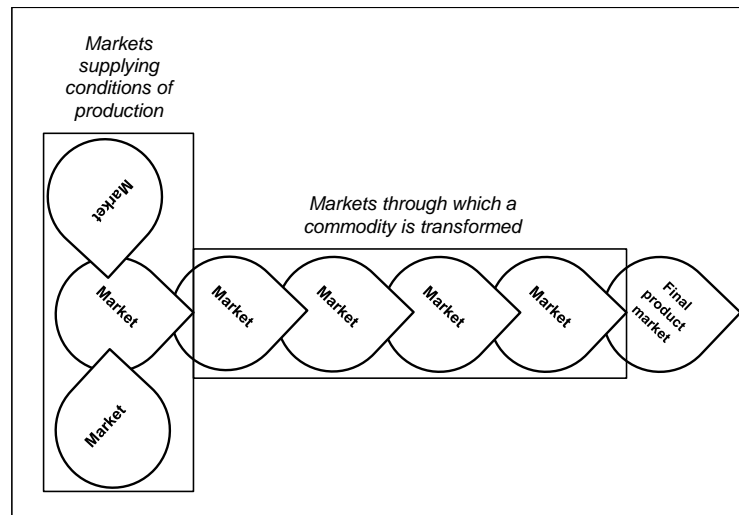 Markets
supplying
conditions of
production
Markets through which a
commodity is transformed
Market
Market
Market
Market
Market
Market
Market
Final
product
market